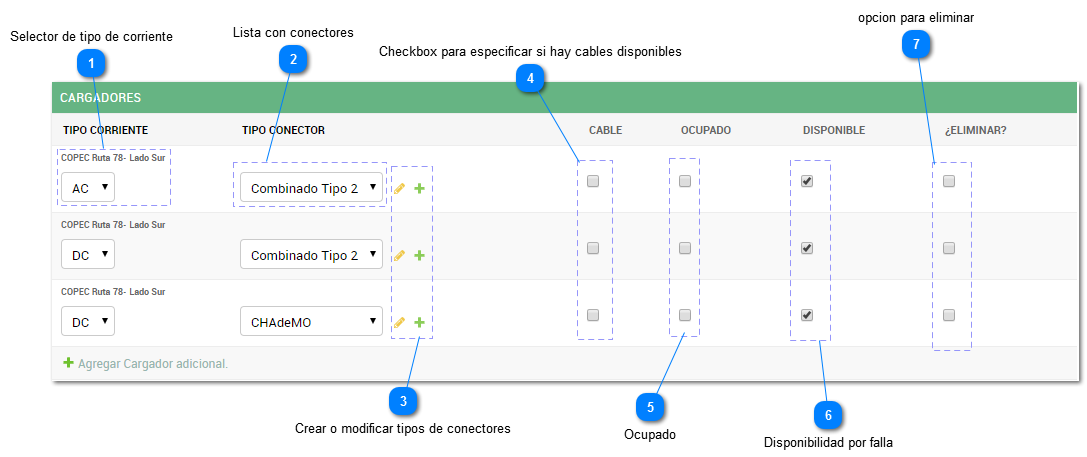 opcion para eliminar
Selector de tipo de corriente
Lista con conectores
Checkbox para especificar si hay cables disponibles
1
2
4
7
CARGADORES
TIPO CORRIENTE TIPO CONECTOR CABLE OCUPADO DISPONIBLE ¿ELIMINAR?
COPEC Ruta 78- Lado Sur
AC Combinado Tipo 2
COPEC Ruta 78- Lado Sur
DC Combinado Tipo 2
COPEC Ruta 78- Lado Sur
DC CHAdeMO
Agregar Cargador adicional.
3
5
6
Crear o modificar tipos de conectores
Ocupado
Disponibilidad por falla